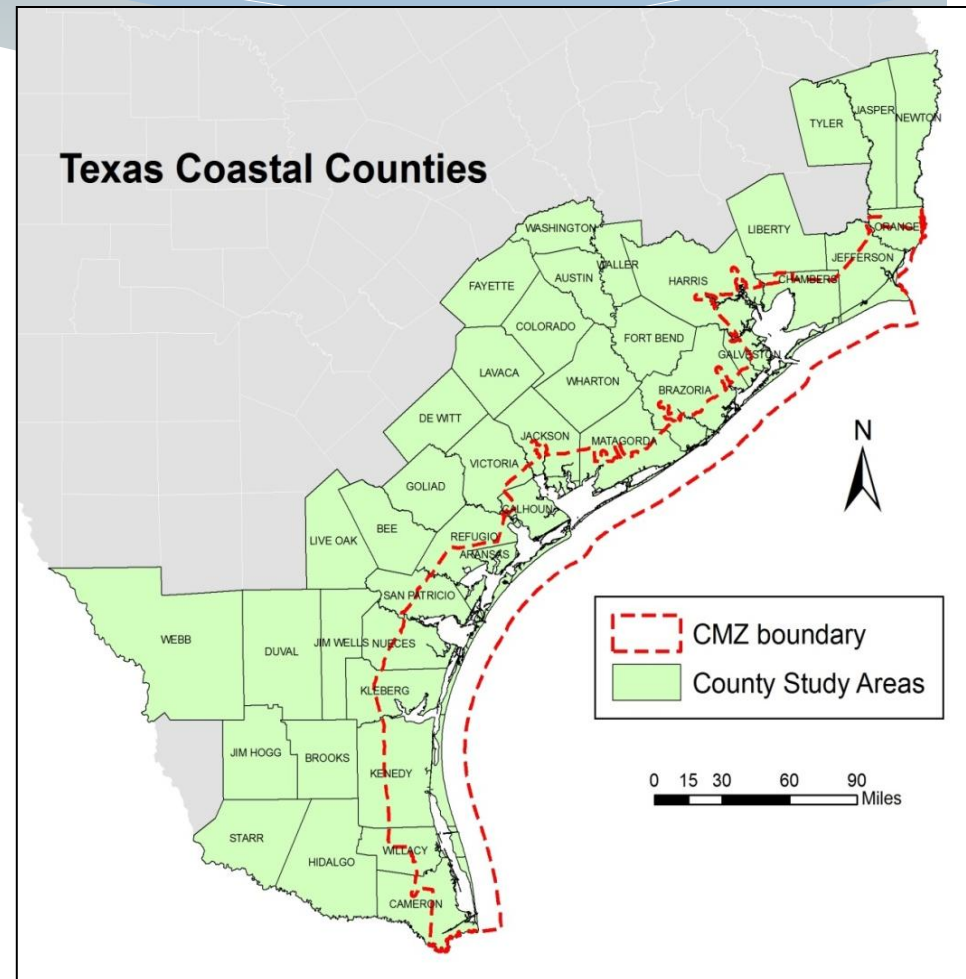 Texas Coastal Counties
TYLER
JASPER
NEWTON
ORANGE
LIBERTY
JEFFERSON
CHAMBERS
WASHINGTON
WALLER
HARRIS
AUSTIN
FAYETTE
COLORADO
FORT BEND
GALVESTON
LAVACA
WHARTON
BRAZORIA
DE WITT
JACKSON
MATAGORDA
VICTORIA
GOLIAD
CALHOUN
BEE
LIVE OAK
REFUGIO
ARANSAS
SAN PATRICIO
WEBB
DUVAL
JIM WELLS
NUECES
KLEBERG
JIM HOGG
BROOKS
KENEDY
STARR
HIDALGO
WILLACY
CAMERON
N
CMZ boundary
County Study Areas
0 15 30 60 90
Miles